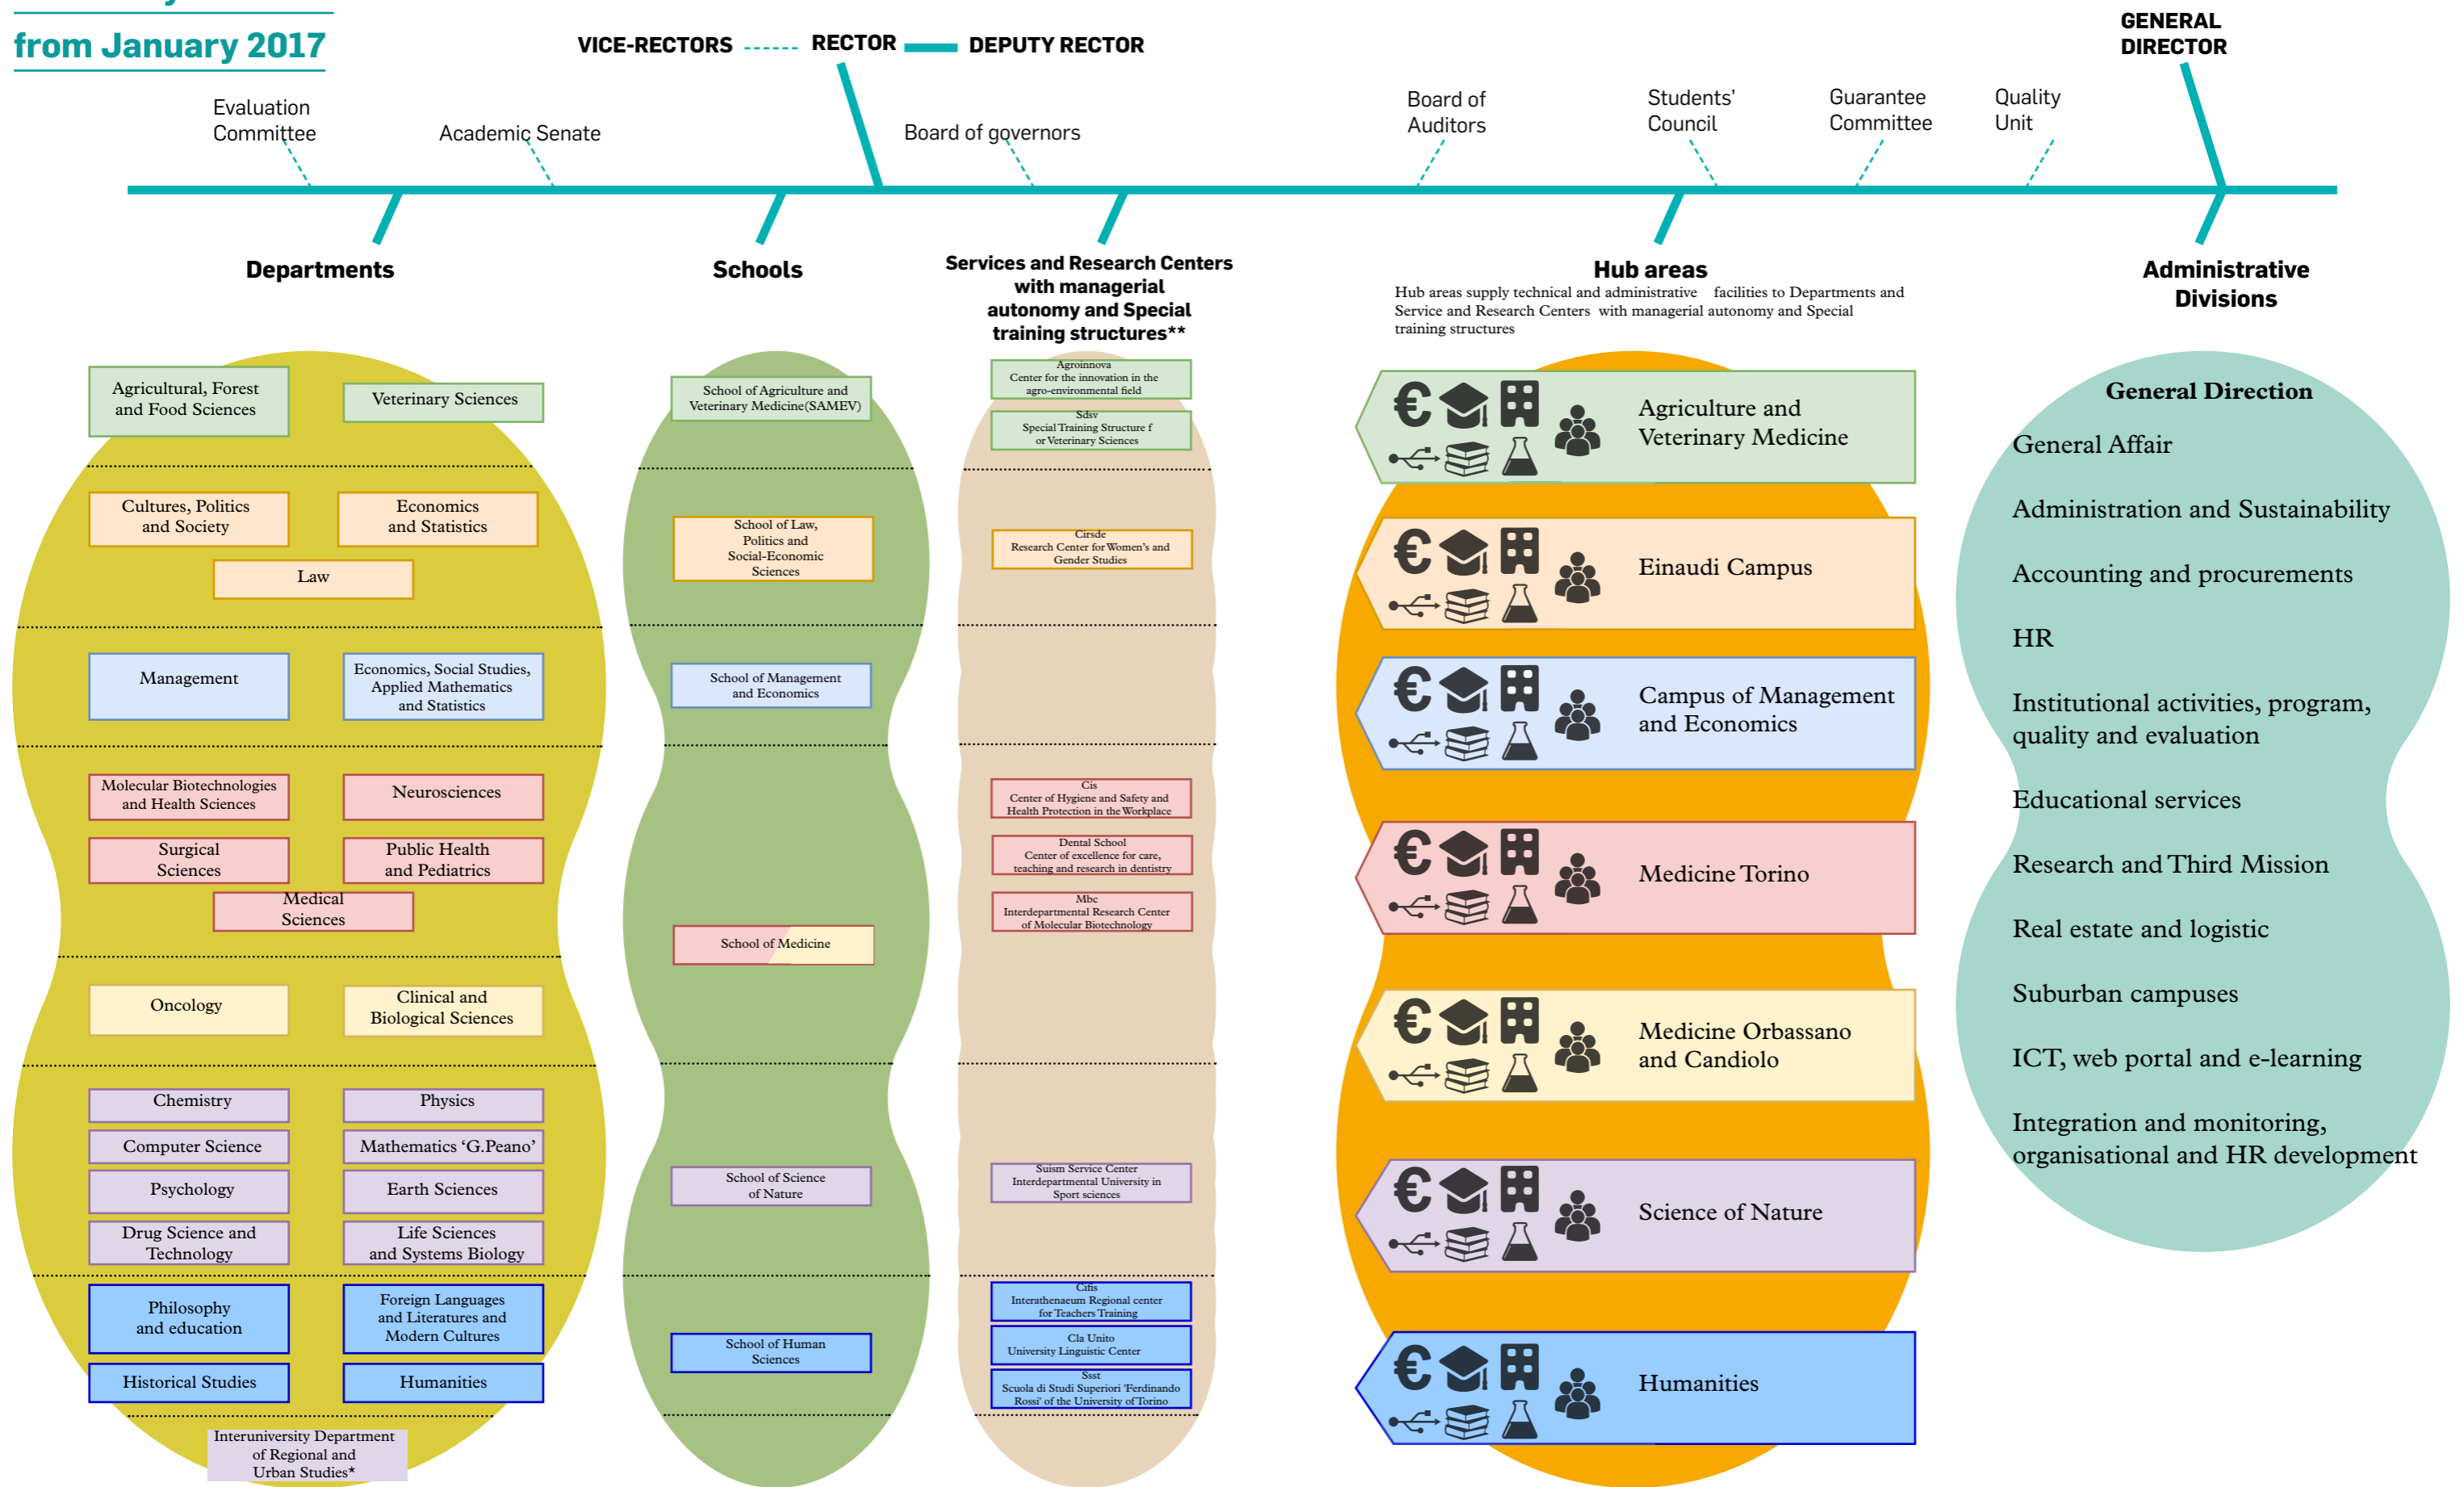 from January 2017
VICE-RECTORS
RECTOR
DEPUTY RECTOR
GENERAL
DIRECTOR
Evaluation
Committee
Academic Senate
Board of governors
Board of
Auditors
Students’
Council
Guarantee
Committee
Quality
Unit
Departments
Schools
Services and Research Centers
with managerial
autonomy and Special
training structures**
Hub areas
Hub areas supply technical and administrative facilities to Departments and
Service and Research Centers with managerial autonomy and Special
training structures
Administrative
Divisions
Agricultural, Forest
and Food Sciences
Veterinary Sciences
Cultures, Politics
and Society
Economics
and Statistics
Law
Management
Economics, Social Studies,
Applied Mathematics
and Statistics
Molecular Biotechnologies
and Health Sciences
Neurosciences
Surgical
Sciences
Public Health
and Pediatrics
Medical
Sciences
Oncology
Clinical and
Biological Sciences
Chemistry
Physics
Computer Science
Mathematics ‘G.Peano’
Psychology
Earth Sciences
Drug Science and
Technology
Life Sciences
and Systems Biology
Philosophy
and education
Foreign Languages
and Literatures and
Modern Cultures
Historical Studies
Humanities
Interuniversity Department
of Regional and
Urban Studies*
School of Agriculture and
Veterinary Medicine(SAMEV)
School of Law,
Politics and
Social-Economic
Sciences
School of Management
and Economics
School of Medicine
School of Science
of Nature
School of Human
Sciences
Agroinnova
Center for the innovation in the
agro-environmental field
Sdsv
Special Training Structure f
or Veterinary Sciences
Cirsde
Research Center for Women’s and
Gender Studies
Cis
Center of Hygiene and Safety and
Health Protection in the Workplace
Dental School
Center of excellence for care,
teaching and research in dentistry
Mbc
Interdepartmental Research Center
of Molecular Biotechnology
Suism Service Center
Interdepartmental University in
Sport sciences
Cifis
Interathenaeum Regional center
for Teachers Training
Cla Unito
University Linguistic Center
Ssst
Scuola di Studi Superiori 'Ferdinando
Rossi' of the University of Torino
€
Agriculture and
Veterinary Medicine
€
Einaudi Campus
€
Campus of Management
and Economics
€
Medicine Torino
€
Medicine Orbassano
and Candiolo
€
Science of Nature
€
Humanities
General Direction
General Affair
Administration and Sustainability
Accounting and procurements
HR
Institutional activities, program,
quality and evaluation
Educational services
Research and Third Mission
Real estate and logistic
Suburban campuses
ICT, web portal and e-learning
Integration and monitoring,
organisational and HR development